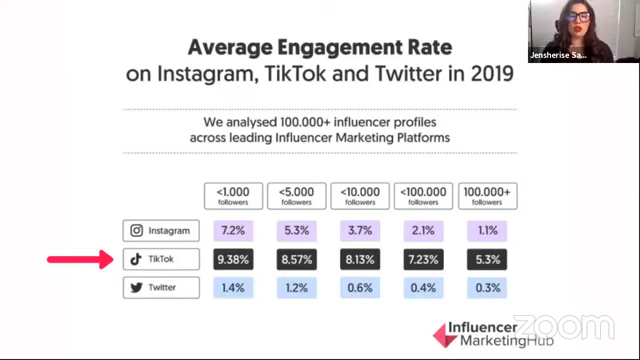 Average Engagement Rate
on Instagram, TikTok and Twitter in 2019
We analysed 100.000+ influencer profiles
across leading Influencer Marketing Platforms
<1.000 <5.000 <10.000 <100.000 100.000+
followers followers followers followers followers
Instagram 7.2% 5.3% 3.7% 2.1% 1.1%
TikTok 9.38% 8.57% 8.13% 7.23% 5.3%
Twitter 1.4% 1.2% 0.6% 0.4% 0.3%
Influencer
MarketingHub
Jensherise Sa...
zoom